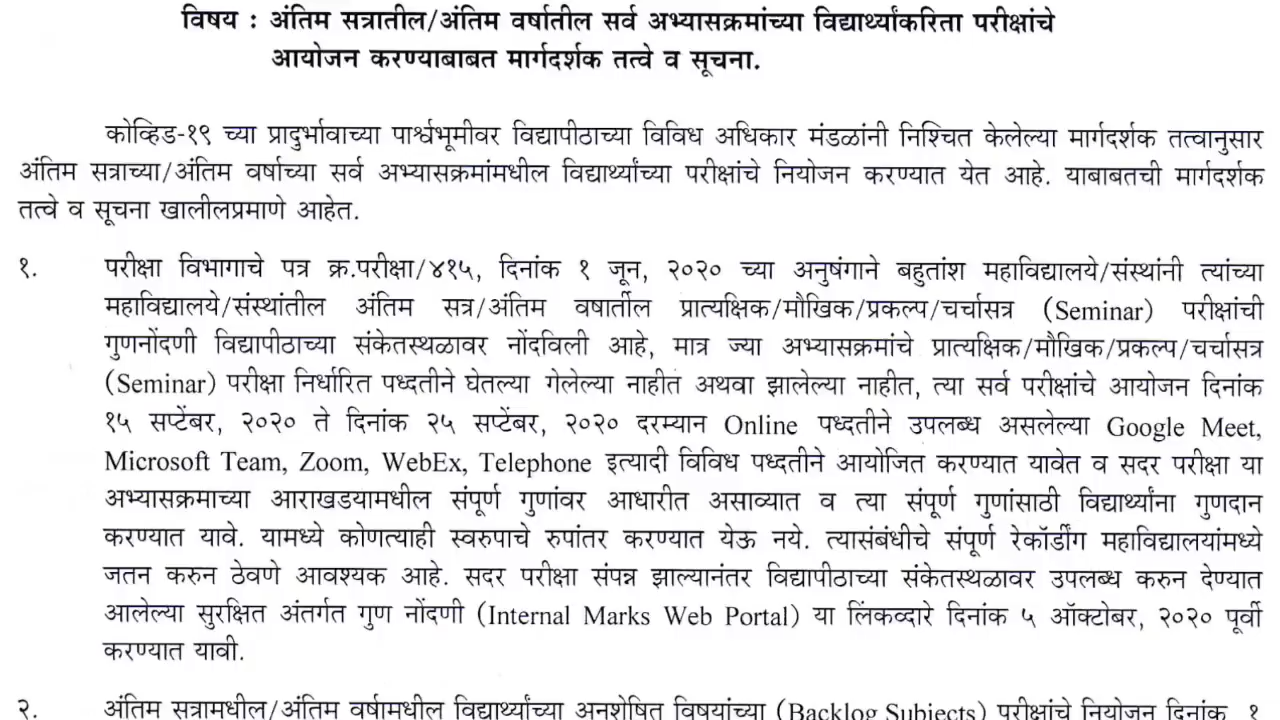 विषय : अंतिम सत्रातील/अंतिम वर्षातील सर्व अभ्यासक्रमांच्या विद्यार्थ्यांकरिता परीक्षांचे
आयोजन करण्याबाबत मार्गदर्शक तत्वे व सूचना.
कोव्हिड-१९ च्या प्रादुर्भावाच्या पार्श्वभूमीवर विद्यापीठाच्या विविध अधिकार मंडळांनी निश्चित केलेल्या मार्गदर्शक तत्वानुसार
अंतिम सत्राच्या/अंतिम वर्षाच्या सर्व अभ्यासक्रमांमधील विद्यार्थ्यांच्या परीक्षांचे नियोजन करण्यात येत आहे. याबाबतची मार्गदर्शक
तत्वे व सूचना खालीलप्रमाणे आहेत.
१. परीक्षा विभागाचे पत्र क्र.परीक्षा/४१५, दिनांक १ जून, २०२० च्या अनुषंगाने बहुतांश महाविद्यालये/संस्थांनी त्यांच्या
महाविद्यालये/संस्थांतील अंतिम सत्र/अंतिम वषार्तील प्रात्यक्षिक/मौखिक/प्रकल्प/चर्चासत्र (Seminar) परीक्षांची
गुणनोंदणी विद्यापीठाच्या संकेतस्थळावर नोंदविली आहे, मात्र ज्या अभ्यासक्रमांचे प्रात्यक्षिक/मौखिक/प्रकल्प/चर्चासत्र
(Seminar) परीक्षा निर्धारित पध्दतीने घेतल्या गेलेल्या नाहीत अथवा झालेल्या नाहीत, त्या सर्व परीक्षांचे आयोजन दिनांक
१५ सप्टेंबर, २०२० ते दिनांक २५ सप्टेंबर, २०२० दरम्यान Online पध्दतीने उपलब्ध असलेल्या Google Meet,
Microsoft Team, Zoom, WebEx, Telephone इत्यादी विविध पध्दतीने आयोजित करण्यात यावेत व सदर परीक्षा या
अभ्यासक्रमाच्या आराखडयामधील संपूर्ण गुणांवर आधारीत असाव्यात व त्या संपूर्ण गुणांसाठी विद्यार्थ्यांना गुणदान
करण्यात यावे. यामध्ये कोणत्याही स्वरुपाचे रुपांतर करण्यात येऊ नये. त्यासंबंधीचे संपूर्ण रेकॉर्डींग महाविद्यालयांमध्ये
जतन करुन ठेवणे आवश्यक आहे. सदर परीक्षा संपन्न झाल्यानंतर विद्यापीठाच्या संकेतस्थळावर उपलब्ध करुन देण्यात
आलेल्या सुरक्षित अंतर्गत गुण नोंदणी (Internal Marks Web Portal) या लिंकव्दारे दिनांक ५ ऑक्टोबर, २०२० पूर्वी
करण्यात यावी.
२. अंतिम सत्रामधील/अंतिम वर्षामधील विद्यार्थ्यांच्या अनुशेषित विषयांच्या (Backlog Subjects) परीक्षांचे नियोजन दिनांक १